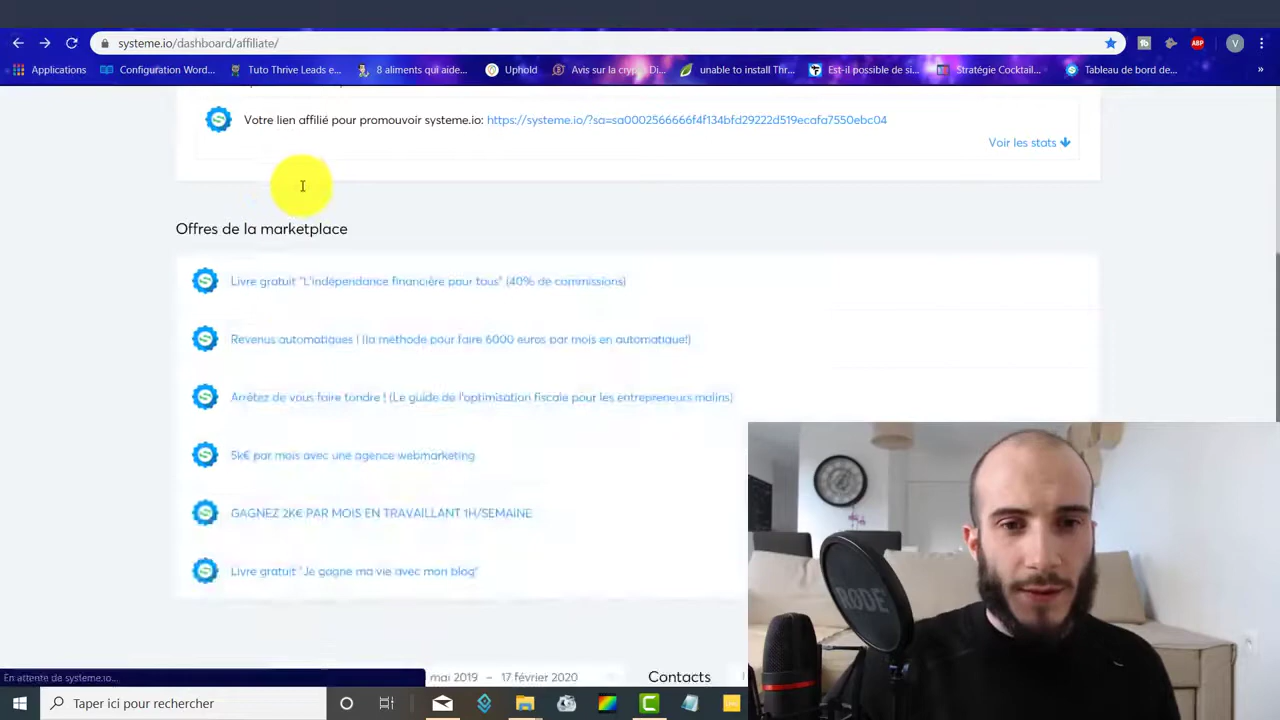 systeme.io/dashboard/affiliate/
Applications
Configuration Word...
Tuto Thrive Leads e...
8 aliments qui aide...
Uphold
Avis sur la crypto Di...
unable to install Thr...
Est-il possible de si...
Stratégie Cocktail...
Tableau de bord de...
»
Votre lien affilié pour promouvoir systeme.io: https://systeme.io/?sa=sa0002566666f4f134bfd29222d519ecafa7550ebc04
Voir les stats
Offres de la marketplace
Livre gratuit "L'indépendance financière pour tous" (40% de commissions)
Revenus automatiques ! (la méthode pour faire 6000 euros par mois en automatique!)
Arrêtez de vous faire tondre ! (Le guide de l'optimisation fiscale pour les entrepreneurs malins)
5k€ par mois avec une agence webmarketing
GAGNEZ 2K€ PAR MOIS EN TRAVAILLANT 1H/SEMAINE
Livre gratuit "Je gagne ma vie avec mon blog"
RØDE
En attente de systeme.io...
mai 2019 – 17 février 2020
Contacts
Taper ici pour rechercher